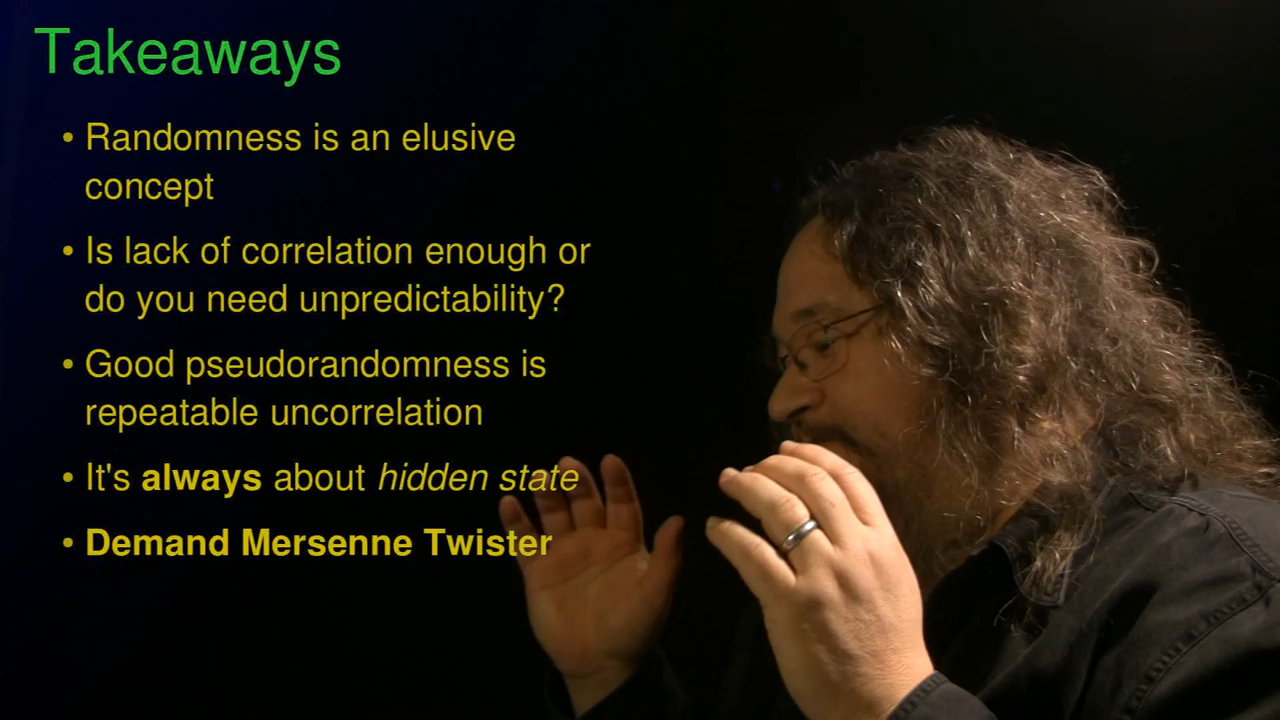 Takeaways
• Randomness is an elusive
concept
• Is lack of correlation enough or
do you need unpredictability?
• Good pseudorandomness is
repeatable uncorrelation
• It's always about hidden state
• Demand Mersenne Twister